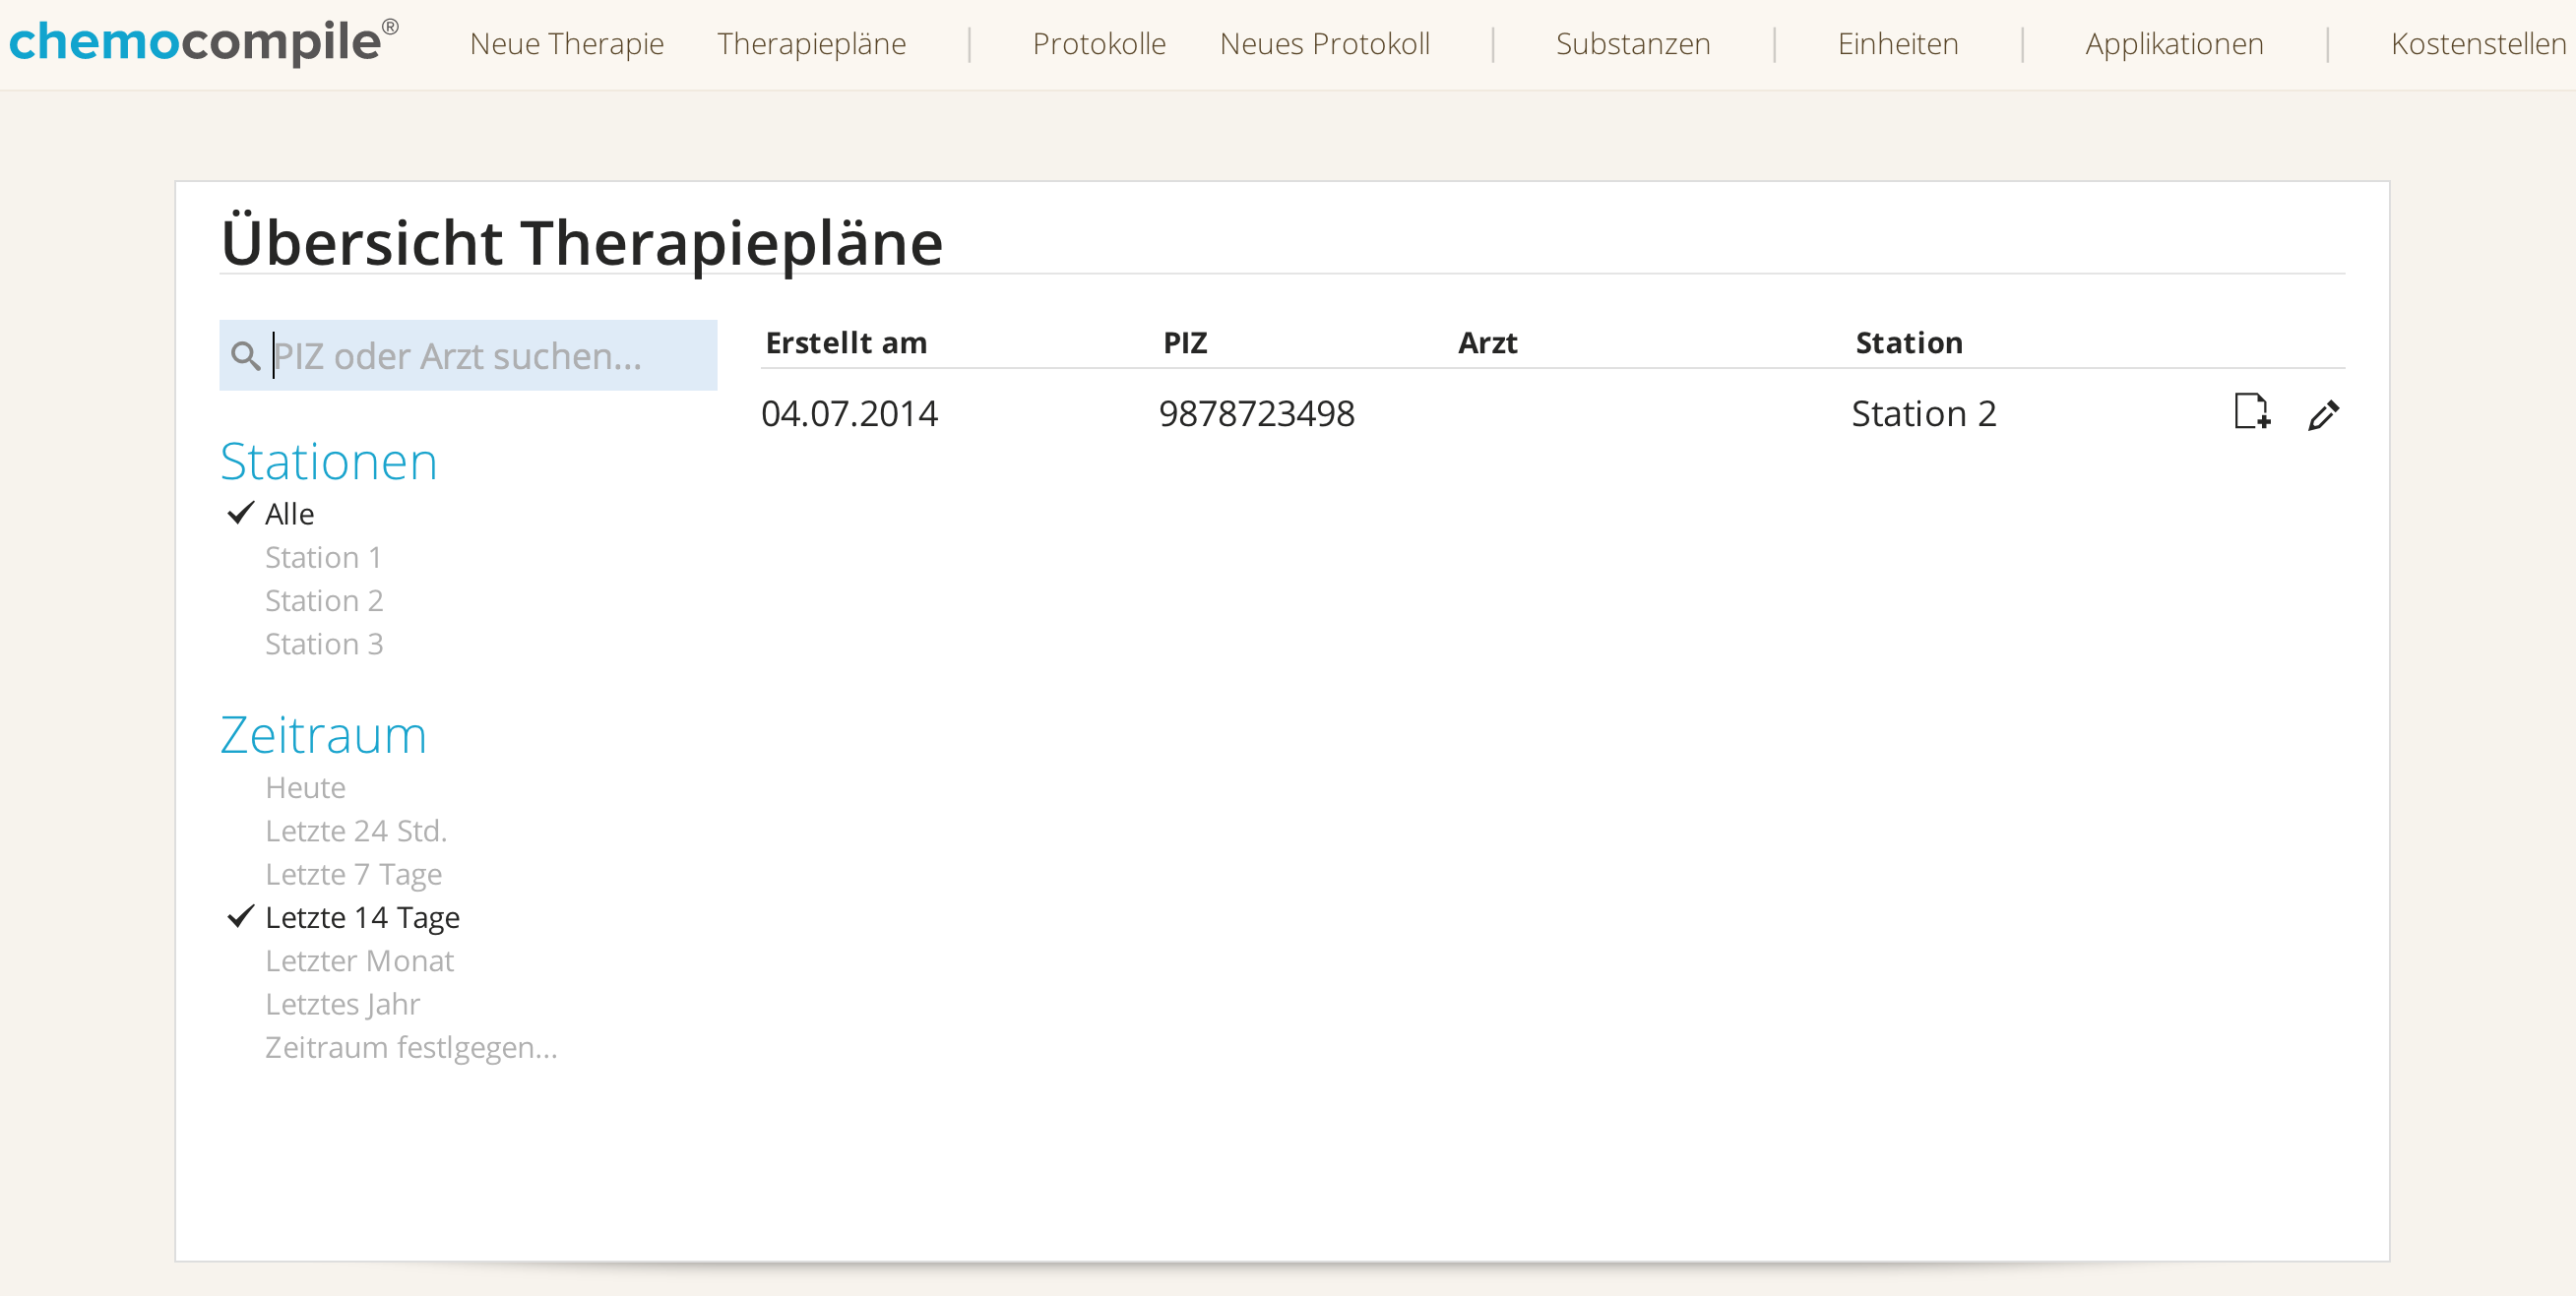 chemocompile® Neue Therapie Therapiepläne | Protokolle Neues Protokoll | Substanzen | Einheiten | Applikationen | Kostenstellen
Übersicht Therapiepläne
PIZ oder Arzt suchen...
Stationen
Alle
Station 1
Station 2
Station 3
Zeitraum
Heute
Letzte 24 Std.
Letzte 7 Tage
Letzte 14 Tage
Letzter Monat
Letztes Jahr
Zeitraum festlgegen...
Erstellt am PIZ Arzt Station
04.07.2014 9878723498 Station 2